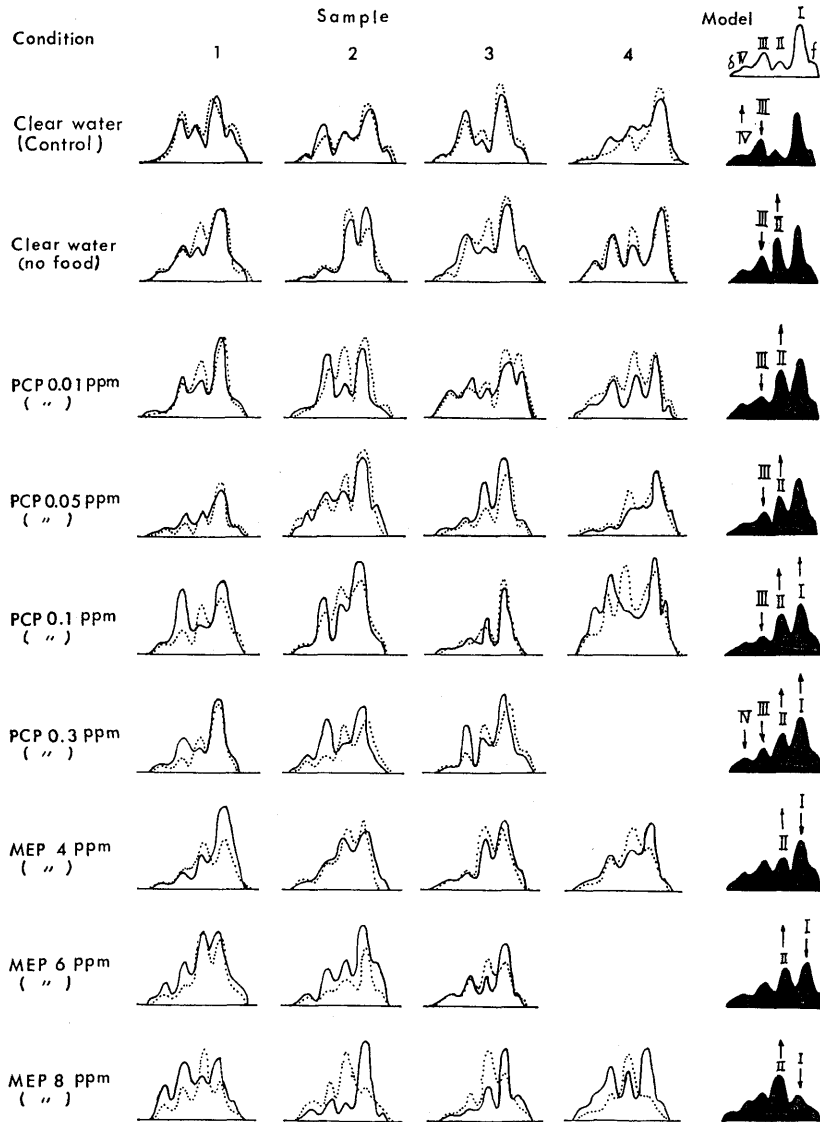 Sample
Condition
Model
1 2 3 4
I
δ IV III II f
Clear water
(Control)
III
IV
Clear water
(no food)
III II
PCP 0.01 ppm
( 〃 )
III II
PCP 0.05 ppm
( 〃 )
III II
PCP 0.1 ppm
( 〃 )
III II I
PCP 0.3 ppm
( 〃 )
IV III II I
MEP 4 ppm
( 〃 )
II I
MEP 6 ppm
( 〃 )
II I
MEP 8 ppm
( 〃 )
II I